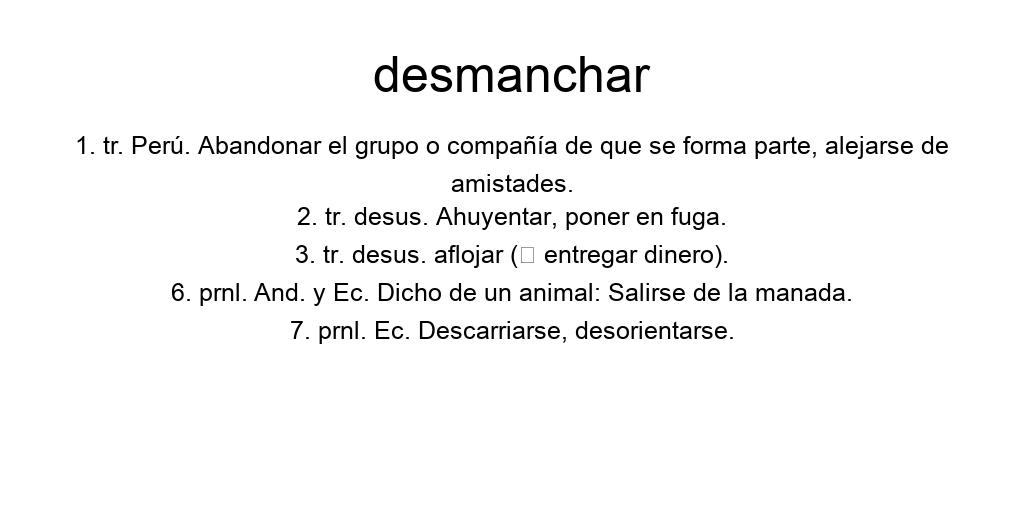 desmanchar
1. tr. Perú. Abandonar el grupo o compañía de que se forma parte, alejarse de
amistades.
2. tr. desus. Ahuyentar, poner en fuga.
3. tr. desus. aflojar (□ entregar dinero).
6. prnl. And. y Ec. Dicho de un animal: Salirse de la manada.
7. prnl. Ec. Descarriarse, desorientarse.